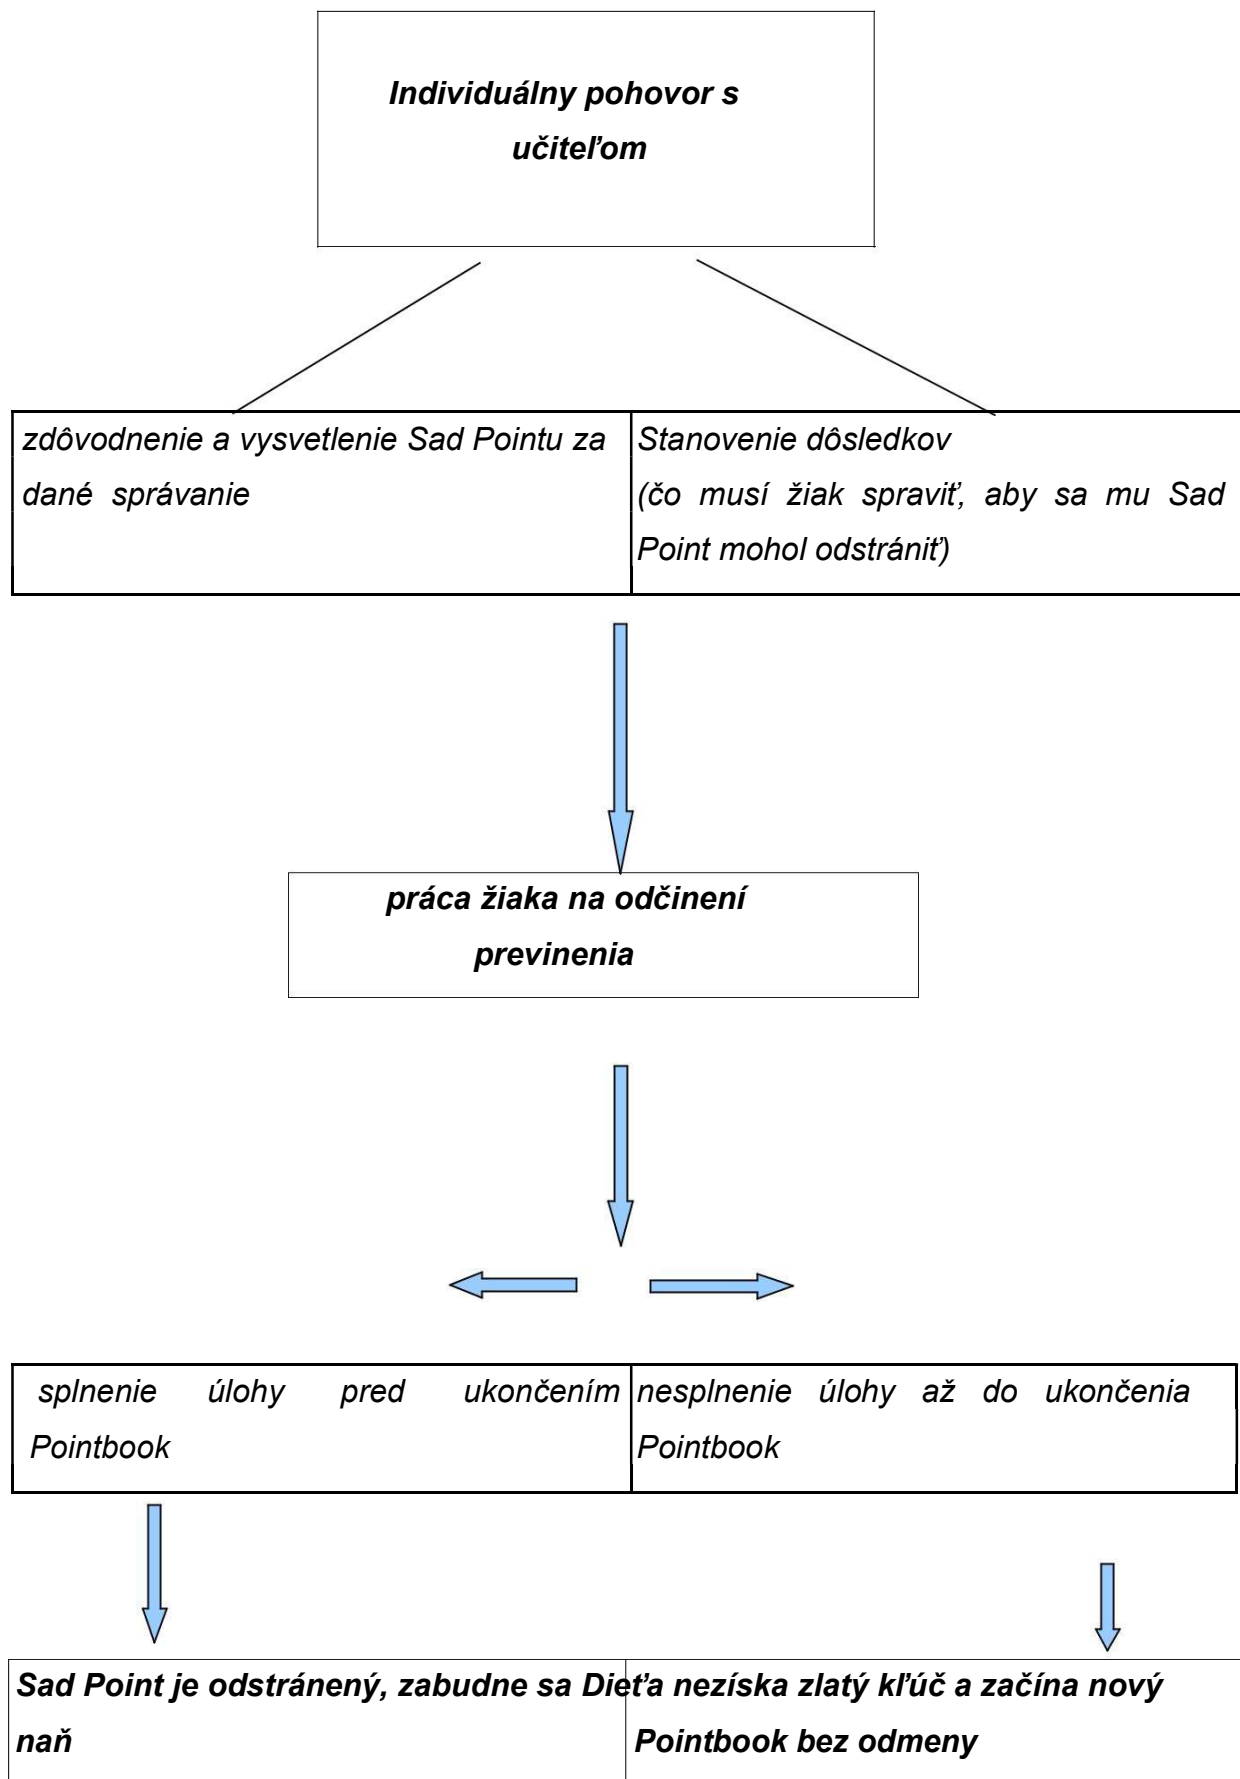 Individuálny pohovor s
učiteľom
zdôvodnenie a vysvetlenie Sad Pointu za
dané správanie
Stanovenie dôsledkov
(čo musí žiak spraviť, aby sa mu Sad
Point mohol odstrániť)
práca žiaka na odčinení
previnenia
splnenie úlohy pred ukončením
Pointbook
nesplnenie úlohy až do ukončenia
Pointbook
Sad Point je odstránený, zabudne sa
naň
Dieťa nezíska zlatý kľúč a začína nový
Pointbook bez odmeny